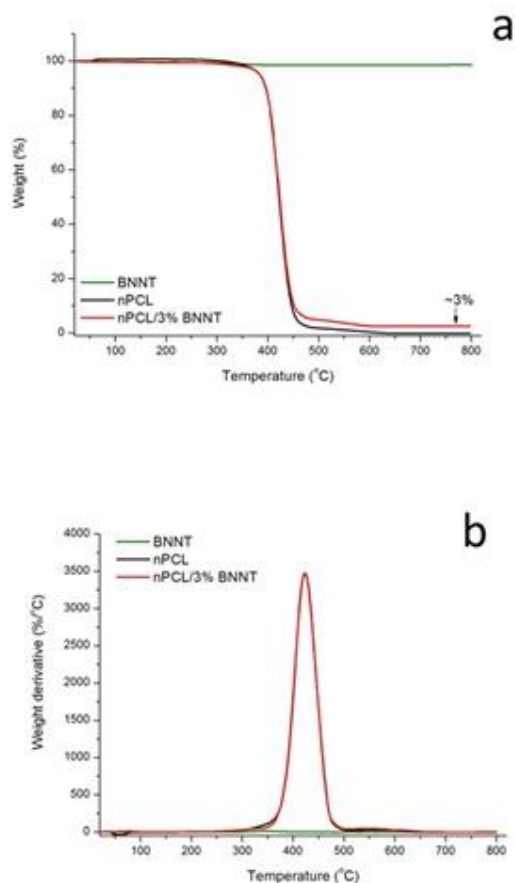 a
100
80
60
40
20
0
Weight (%)
BNNT
nPCL
nPCL/3% BNNT
~3%
100 200 300 400 500 600 700 800
Temperature (°C)
b
4000
3500
3000
2500
2000
1500
1000
500
0
Weight derivative (%/°C)
BNNT
nPCL
nPCL/3% BNNT
100 200 300 400 500 600 700 800
Temperature (°C)